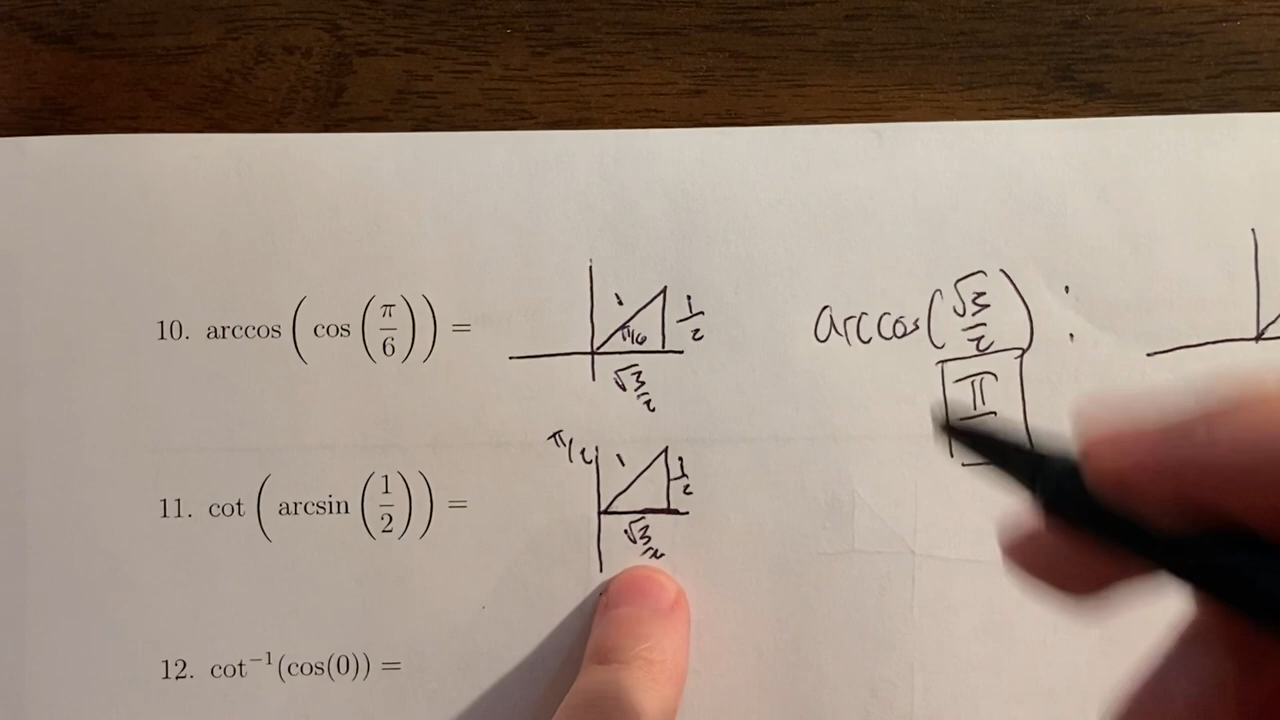 10. arccos(cos(π/6)) = 1 π/6 1/2 √3/2 arccos(√3/2) :
π
π/2 1 1/2
11. cot(arcsin(1/2)) = √3/2
12. cot⁻¹(cos(0)) =